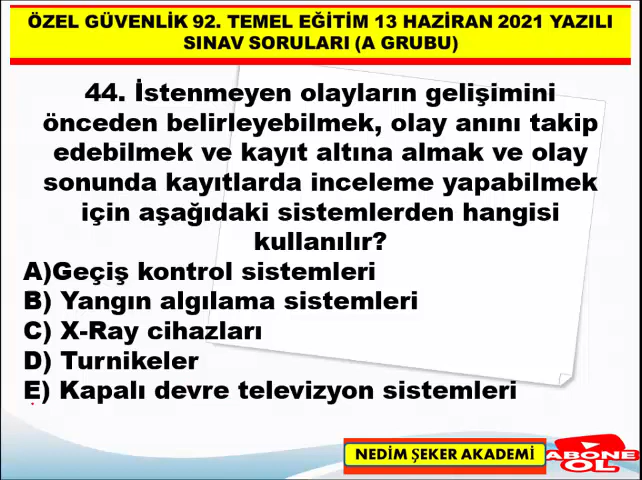 ÖZEL GÜVENLİK 92. TEMEL EĞİTİM 13 HAZİRAN 2021 YAZILI
SINAV SORULARI (A GRUBU)
44. İstenmeyen olayların gelişimini
önceden belirleyebilmek, olay anını takip
edebilmek ve kayıt altına almak ve olay
sonunda kayıtlarda inceleme yapabilmek
için aşağıdaki sistemlerden hangisi
kullanılır?
A)Geçiş kontrol sistemleri
B) Yangın algılama sistemleri
C) X-Ray cihazları
D) Turnikeler
E) Kapalı devre televizyon sistemleri
NEDİM ŞEKER AKADEMİ
ABONE
OL